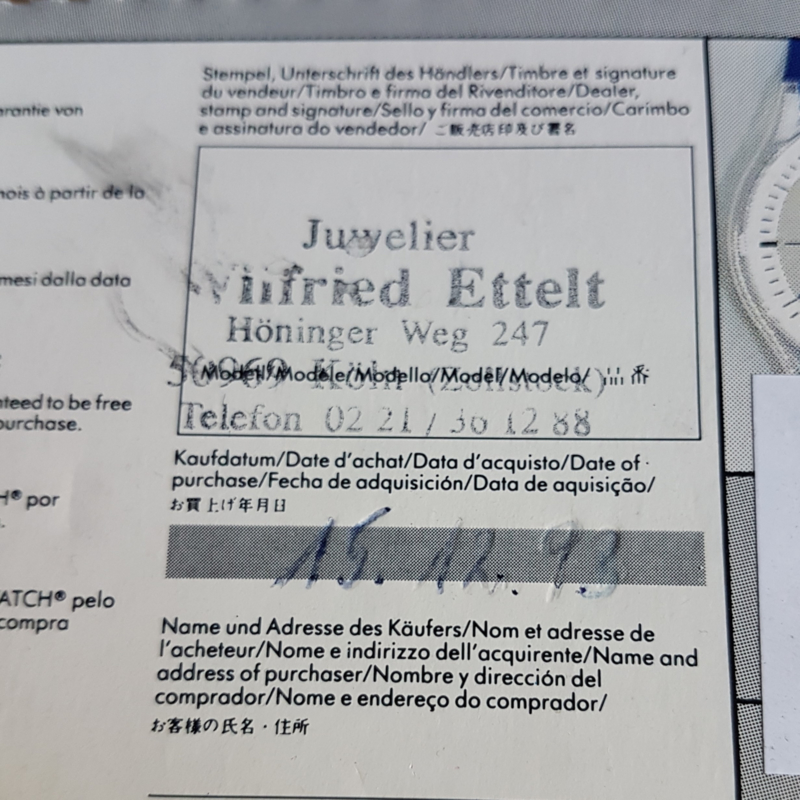 rantie von
nois à partir de la
mesi dalla data
nteed to be free
purchase.
H® por
ATCH® pelo
compra
Stempel, Unterschrift des Händlers/Timbre et signature
du vendeur/Timbro e firma del Rivenditore/Dealer,
stamp and signature/Sello y firma del comercio/Carimbo
e assinatura do vendedor/ ご販売店印及び署名
Juwelier
Wilfried Ettelt
Höninger Weg 247
50969 Köln (Zollstock)
Modell/Modèle/Modello/Model/Modelo/
Telefon 02 21 / 36 12 88
Kaufdatum/Date d'achat/Data d'acquisto/Date of
purchase/Fecha de adquisición/Data de aquisição/
お買上げ年月日
15. 12. 93
Name und Adresse des Käufers/Nom et adresse de
l'acheteur/Nome e indirizzo dell'acquirente/Name and
address of purchaser/Nombre y dirección del
comprador/Nome e endereço do comprador/
お客様の氏名・住所